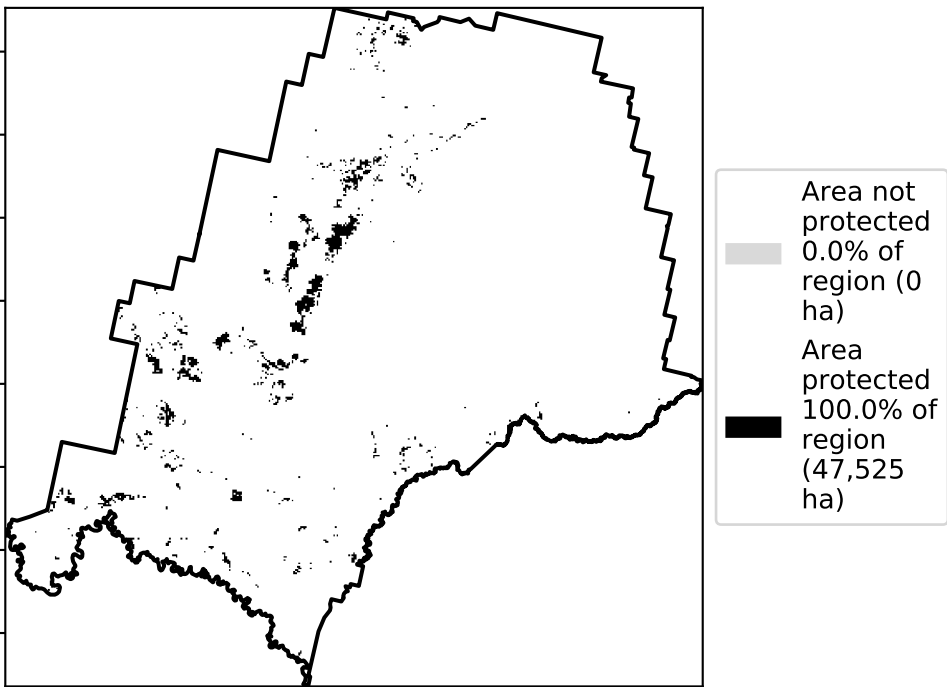 Area not
protected
0.0% of
region (0
ha)
Area
protected
100.0% of
region
(47,525
ha)